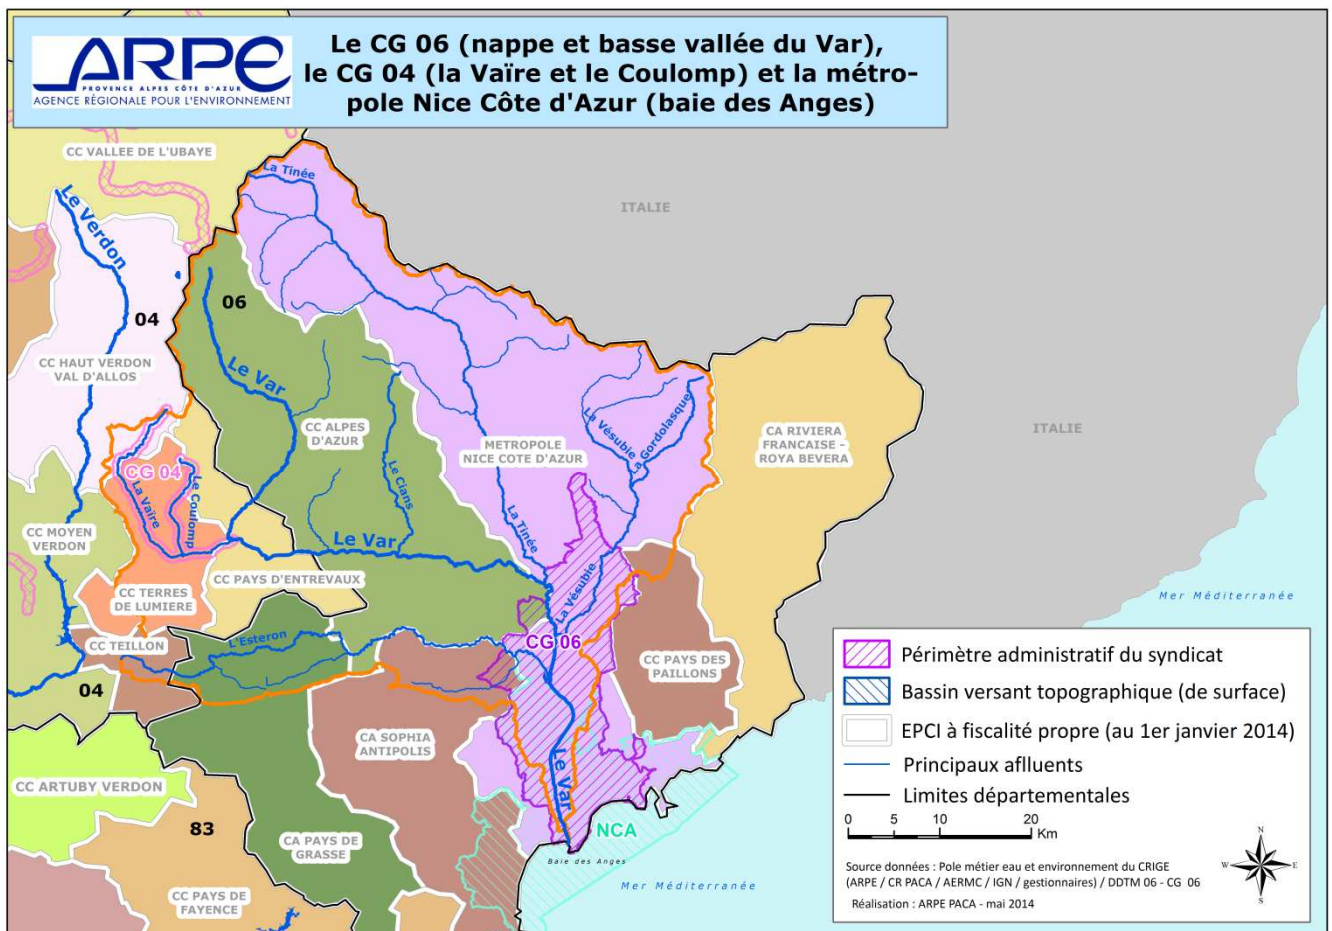 ARPE
PROVENCE ALPES CÔTE D'AZUR
AGENCE RÉGIONALE POUR L'ENVIRONNEMENT
Le CG 06 (nappe et basse vallée du Var),
le CG 04 (la Vaïre et le Coulomp) et la métro-
pole Nice Côte d'Azur (baie des Anges)
CC VALLEE DE L'UBAYE
La Tinée
Le Verdon
ITALIE
06
04
CC HAUT VERDON
VAL D'ALLOS
Le Var
CC ALPES
D'AZUR
La Vésubie
La Gordolasque
METROPOLE
NICE COTE D'AZUR
CA RIVIERA
FRANCAISE -
ROYA BEVERA
ITALIE
CG 04
La Vaïre
Le Coulomp
Le Cians
La Tinée
CC MOYEN
VERDON
Le Var
CC PAYS D'ENTREVAUX
CC TERRES
DE LUMIERE
La Vésubie
Mer Méditerranée
CC TEILLON
L'Esteron
CG 06
CC PAYS DES
PAILLONS
04
CA SOPHIA
ANTIPOLIS
Le Var
CC ARTUBY VERDON
83
CA PAYS DE
GRASSE
NCA
Baie des Anges
Mer Méditerranée
CC PAYS DE
FAYENCE
Périmètre administratif du syndicat
Bassin versant topographique (de surface)
EPCI à fiscalité propre (au 1er janvier 2014)
Principaux aflluents
Limites départementales
0 5 10 20
Km
N
W E
S
Source données : Pole métier eau et environnement du CRIGE
(ARPE / CR PACA / AERMC / IGN / gestionnaires) / DDTM 06 - CG 06
Réalisation : ARPE PACA - mai 2014